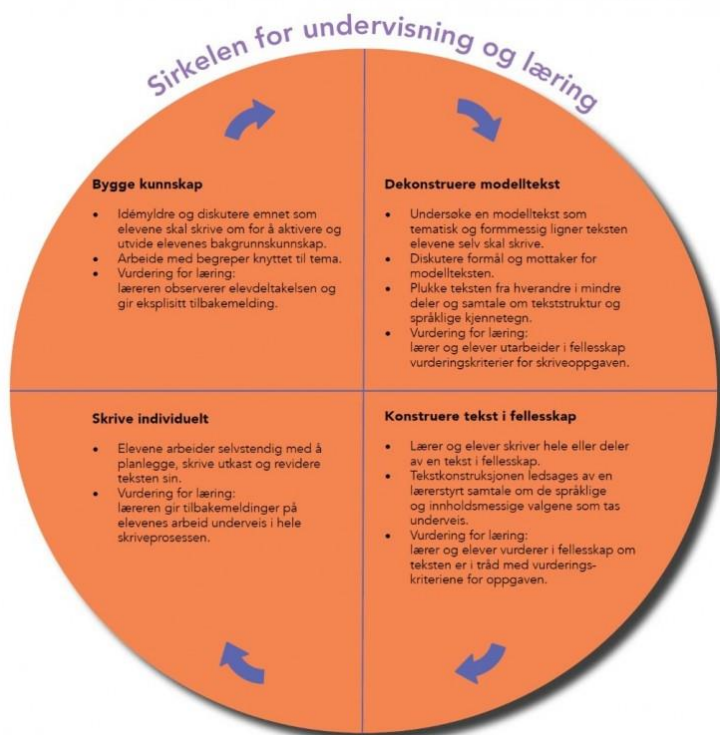 Sirkelen for undervisning og læring
Bygge kunnskap
• Idémyldre og diskutere emnet som
elevene skal skrive om for å aktivere og
utvide elevenes bakgrunnskunnskap.
• Arbeide med begreper knyttet til tema.
• Vurdering for læring:
læreren observerer elevdeltakelsen og
gir eksplisitt tilbakemelding.
Dekonstruere modelltekst
• Undersøke en modelltekst som
tematisk og formmessig ligner teksten
elevene selv skal skrive.
• Diskutere formål og mottaker for
modellteksten.
• Plukke teksten fra hverandre i mindre
deler og samtale om tekststruktur og
språklige kjennetegn.
• Vurdering for læring:
lærer og elever utarbeider i fellesskap
vurderingskriterier for skriveoppgaven.
Skrive individuelt
• Elevene arbeider selvstendig med å
planlegge, skrive utkast og revidere
teksten sin.
• Vurdering for læring:
læreren gir tilbakemeldinger på
elevenes arbeid underveis i hele
skriveprosessen.
Konstruere tekst i fellesskap
• Lærer og elever skriver hele eller deler
av en tekst i fellesskap.
• Tekstkonstruksjonen ledsages av en
lærerstyrt samtale om de språklige
og innholdsmessige valgene som tas
underveis.
• Vurdering for læring:
lærer og elever vurderer i fellesskap om
teksten er i tråd med vurderings-
kriteriene for oppgaven.